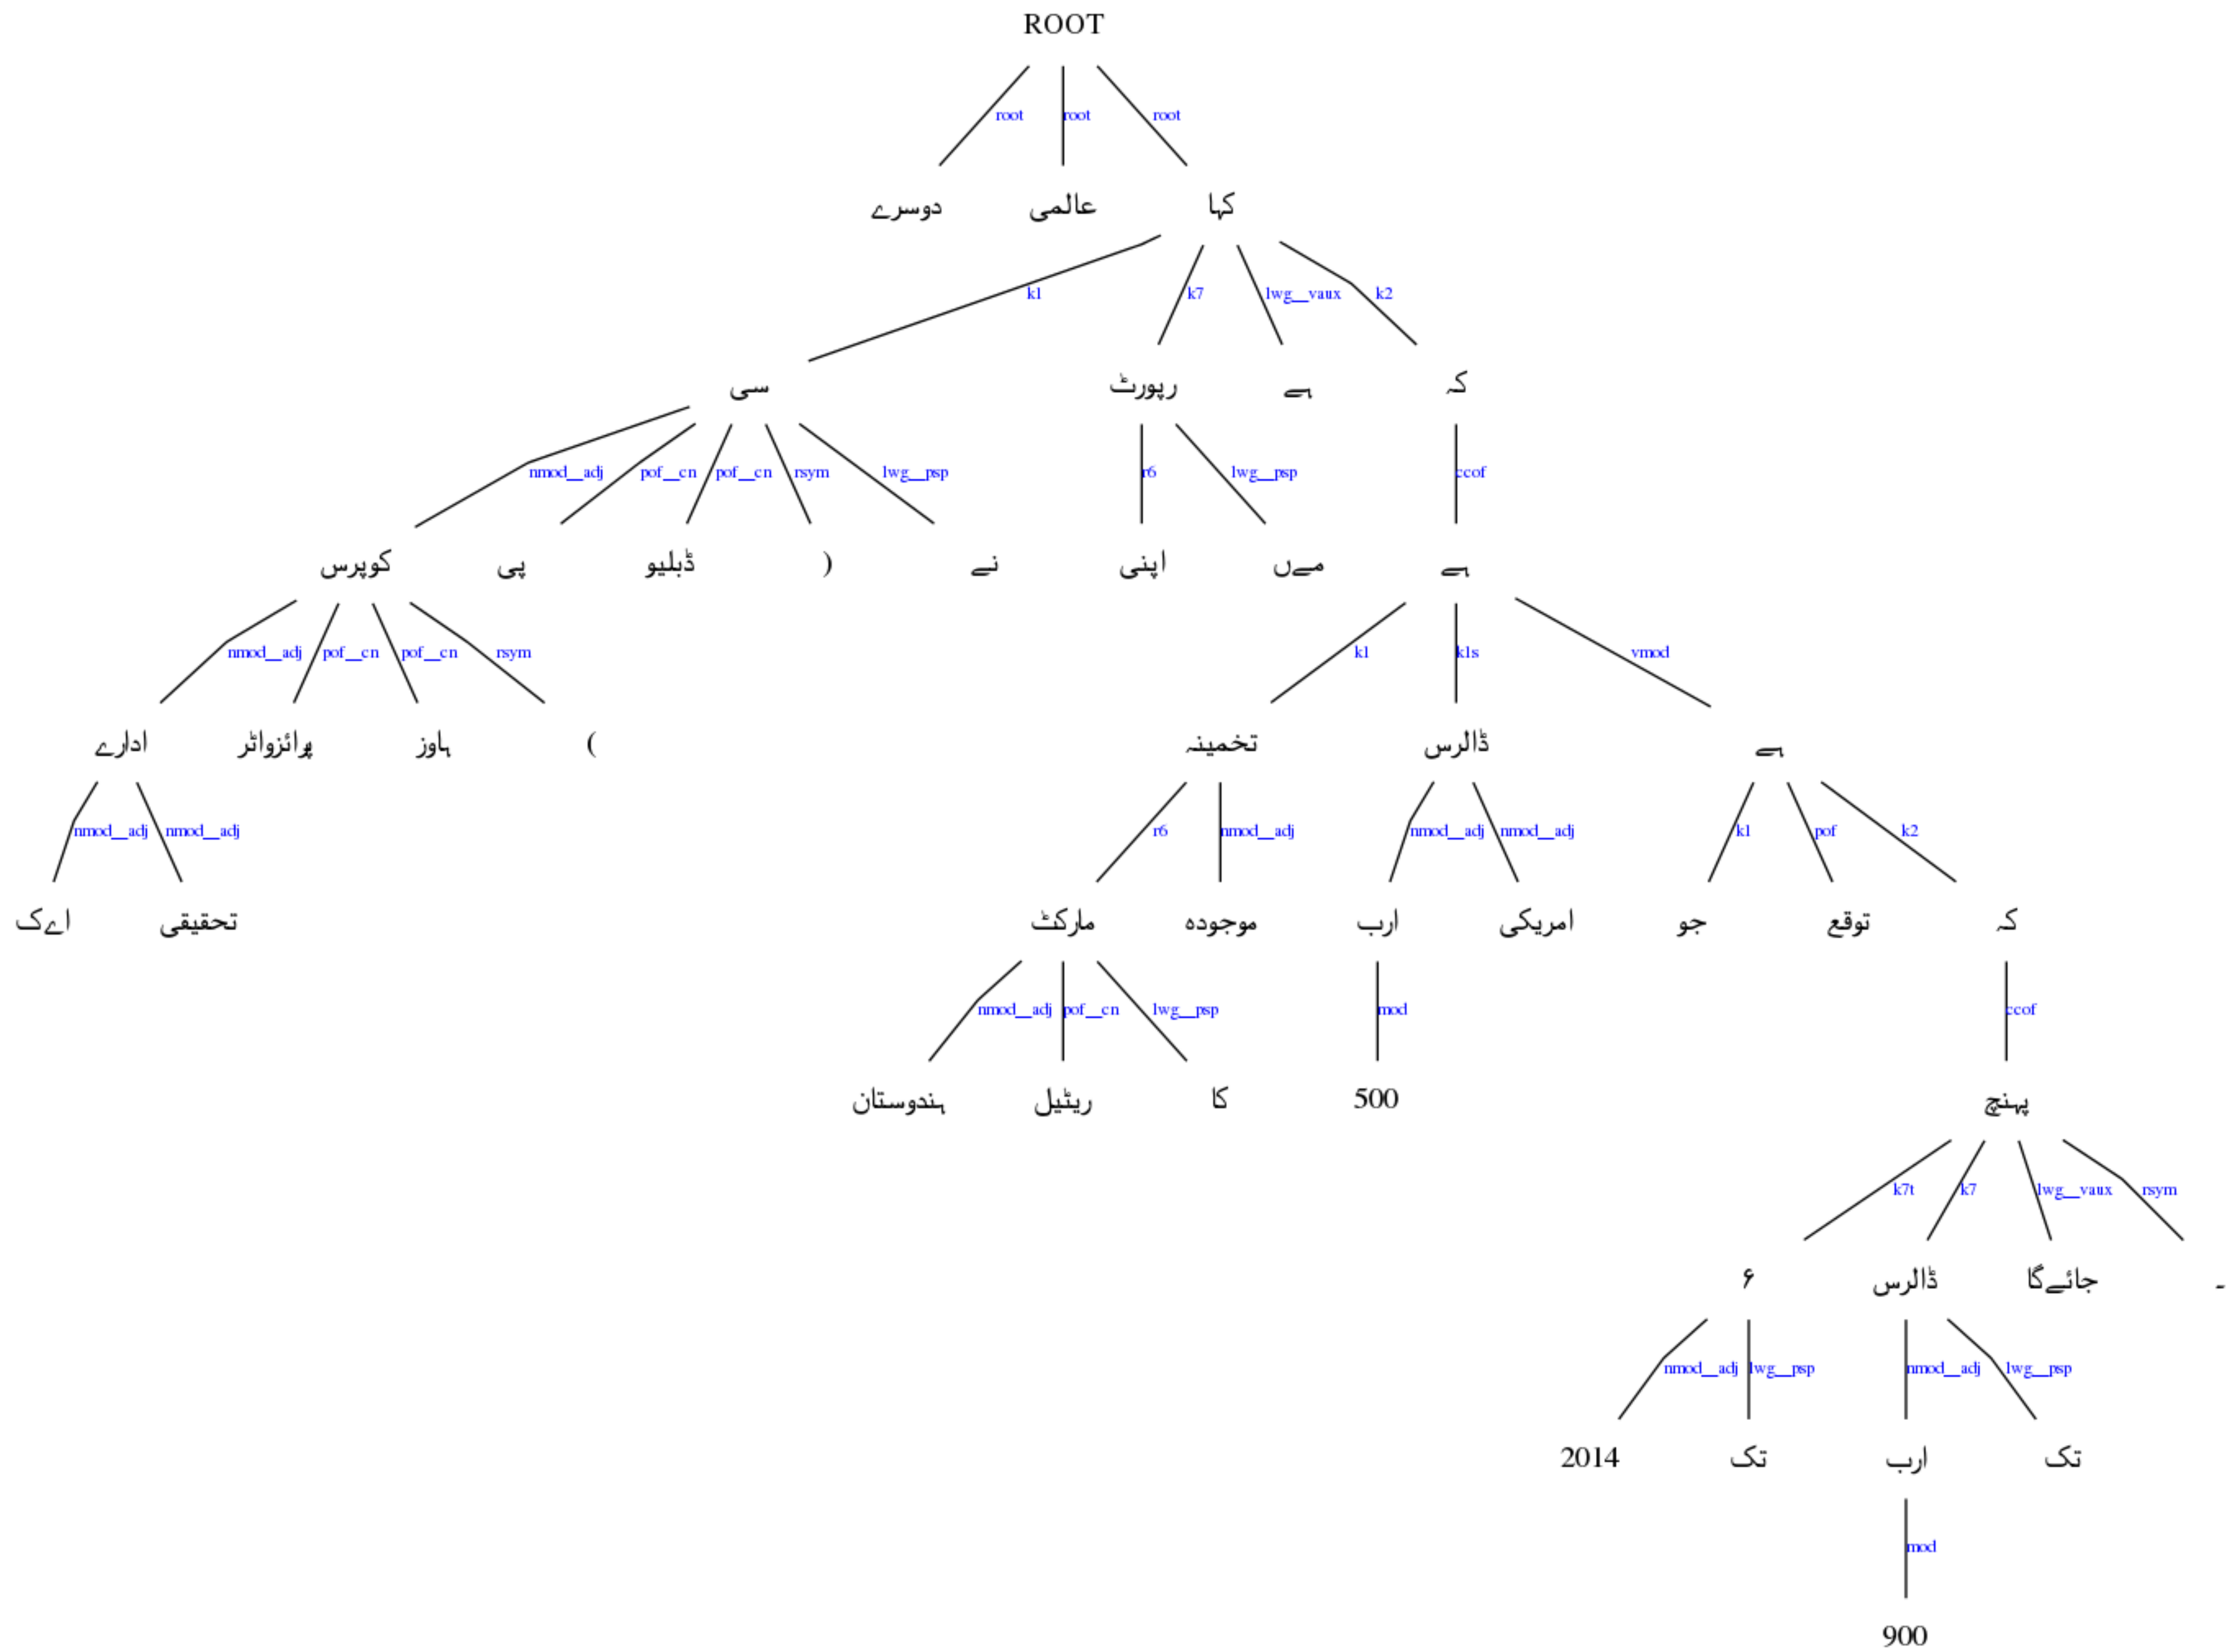 ROOT
root root root
دوسرے عالمی کہا
k1 k7 lwg__vaux k2
سی رپورٹ ہے کہ
nmod__adj pof__cn pof__cn rsym lwg__psp r6 lwg__psp ccof
کوپرس پی ڈبلیو ) نے اپنی مےں ہے
nmod__adj pof__cn pof__cn rsym k1 k1s vmod
ادارے پرائزواٹر ہاوز ( تخمینہ ڈالرس ہے
nmod__adj nmod__adj r6 nmod__adj nmod__adj nmod__adj k1 pof k2
اےک تحقیقی مارکٹ موجودہ ارب امریکی جو توقع کہ
nmod__adj pof__cn lwg__psp mod ccof
ہندوستان ریٹیل کا 500 پہنچ
k7t k7 lwg__vaux rsym
۶ ڈالرس جائےگا ۔
nmod__adj lwg__psp nmod__adj lwg__psp
2014 تک ارب تک
mod
900